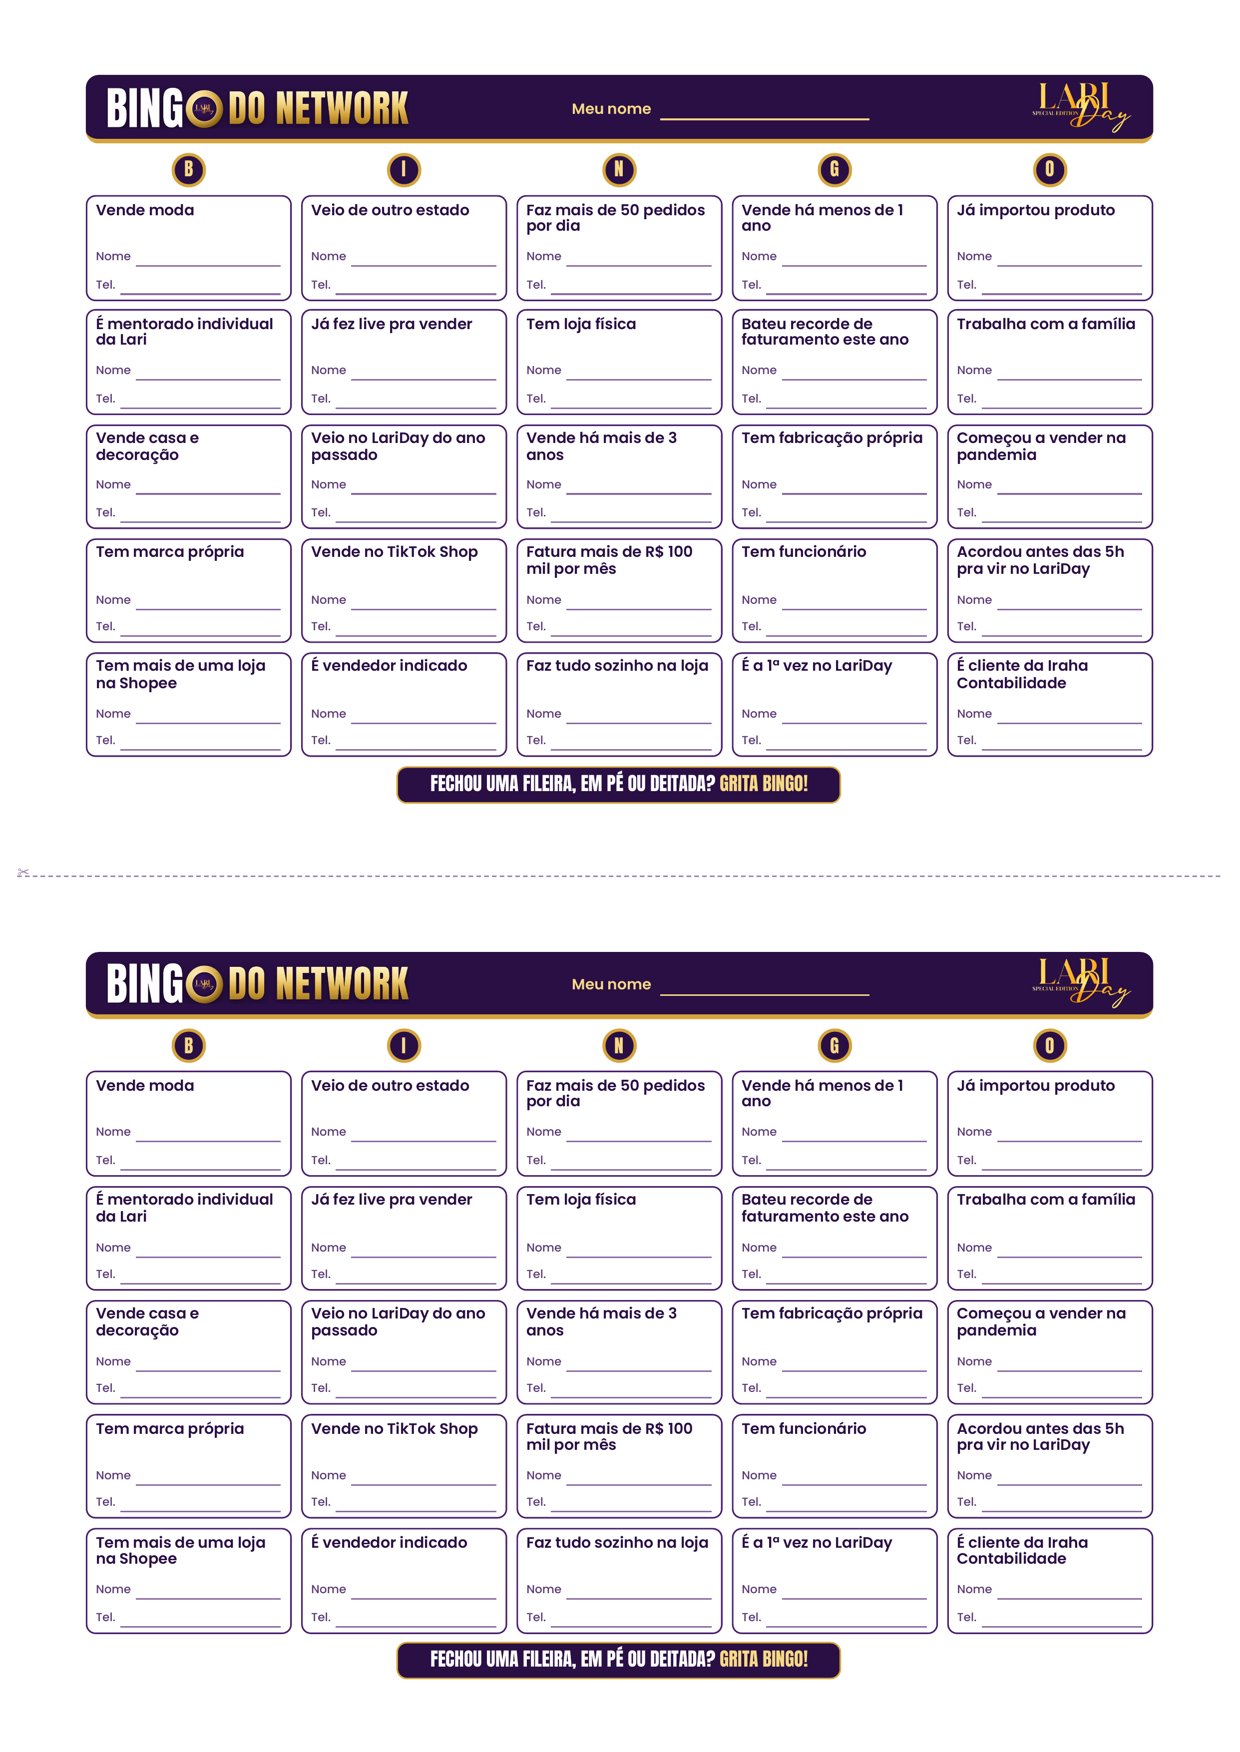 BINGO DO NETWORK
Meu nome
LARI
SPECIAL EDITION Day
B I N G O
Vende moda
Nome
Tel.
Veio de outro estado
Nome
Tel.
Faz mais de 50 pedidos
por dia
Nome
Tel.
Vende há menos de 1
ano
Nome
Tel.
Já importou produto
Nome
Tel.
É mentorado individual
da Lari
Nome
Tel.
Já fez live pra vender
Nome
Tel.
Tem loja física
Nome
Tel.
Bateu recorde de
faturamento este ano
Nome
Tel.
Trabalha com a família
Nome
Tel.
Vende casa e
decoração
Nome
Tel.
Veio no LariDay do ano
passado
Nome
Tel.
Vende há mais de 3
anos
Nome
Tel.
Tem fabricação própria
Nome
Tel.
Começou a vender na
pandemia
Nome
Tel.
Tem marca própria
Nome
Tel.
Vende no TikTok Shop
Nome
Tel.
Fatura mais de R$ 100
mil por mês
Nome
Tel.
Tem funcionário
Nome
Tel.
Acordou antes das 5h
pra vir no LariDay
Nome
Tel.
Tem mais de uma loja
na Shopee
Nome
Tel.
É vendedor indicado
Nome
Tel.
Faz tudo sozinho na loja
Nome
Tel.
É a 1ª vez no LariDay
Nome
Tel.
É cliente da Iraha
Contabilidade
Nome
Tel.
FECHOU UMA FILEIRA, EM PÉ OU DEITADA? GRITA BINGO!
BINGO DO NETWORK
Meu nome
LARI
SPECIAL EDITION Day
B I N G O
Vende moda
Nome
Tel.
Veio de outro estado
Nome
Tel.
Faz mais de 50 pedidos
por dia
Nome
Tel.
Vende há menos de 1
ano
Nome
Tel.
Já importou produto
Nome
Tel.
É mentorado individual
da Lari
Nome
Tel.
Já fez live pra vender
Nome
Tel.
Tem loja física
Nome
Tel.
Bateu recorde de
faturamento este ano
Nome
Tel.
Trabalha com a família
Nome
Tel.
Vende casa e
decoração
Nome
Tel.
Veio no LariDay do ano
passado
Nome
Tel.
Vende há mais de 3
anos
Nome
Tel.
Tem fabricação própria
Nome
Tel.
Começou a vender na
pandemia
Nome
Tel.
Tem marca própria
Nome
Tel.
Vende no TikTok Shop
Nome
Tel.
Fatura mais de R$ 100
mil por mês
Nome
Tel.
Tem funcionário
Nome
Tel.
Acordou antes das 5h
pra vir no LariDay
Nome
Tel.
Tem mais de uma loja
na Shopee
Nome
Tel.
É vendedor indicado
Nome
Tel.
Faz tudo sozinho na loja
Nome
Tel.
É a 1ª vez no LariDay
Nome
Tel.
É cliente da Iraha
Contabilidade
Nome
Tel.
FECHOU UMA FILEIRA, EM PÉ OU DEITADA? GRITA BINGO!